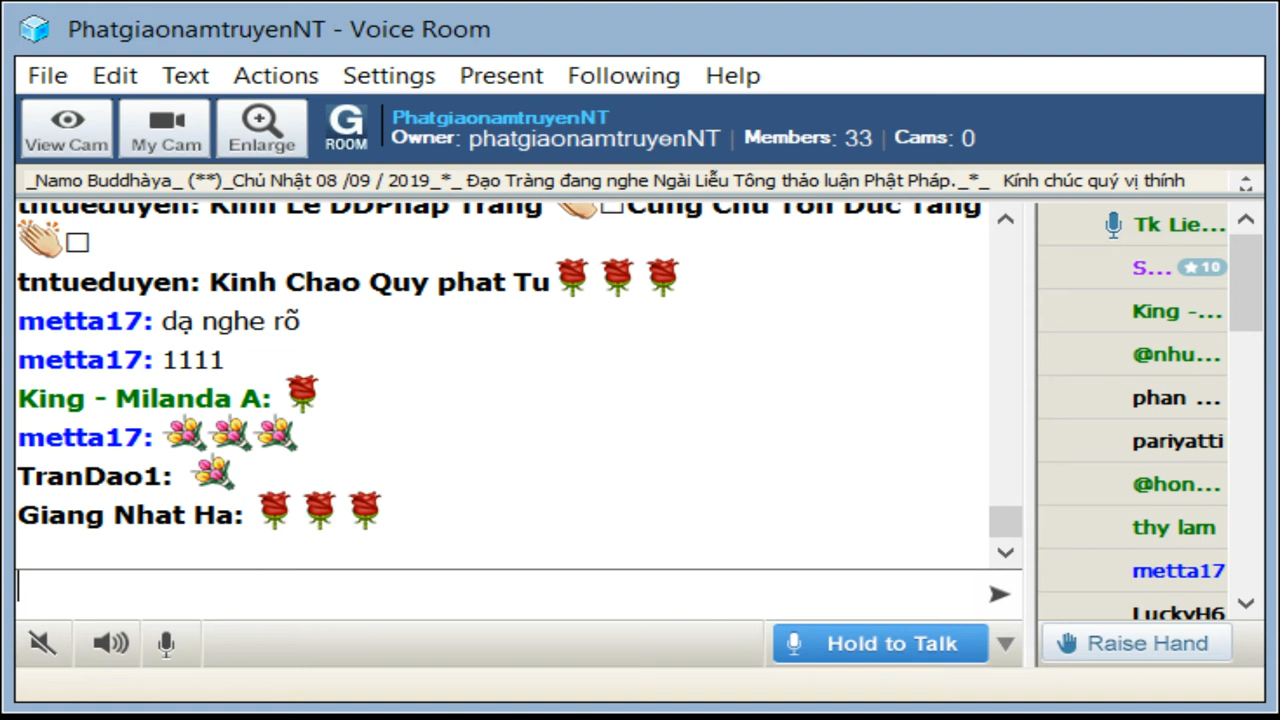 PhatgiaonamtruyenNT - Voice Room
File Edit Text Actions Settings Present Following Help
View Cam My Cam Enlarge
G ROOM
PhatgiaonamtruyenNT
Owner: phatgiaonamtruyenNT | Members: 33 | Cams: 0
_Namo Buddhàya_ (**)_Chủ Nhật 08 /09 / 2019_*_ Đạo Tràng đang nghe Ngài Liễu Tông thảo luận Phật Pháp._*_ Kính chúc quý vị thính
tntueduyen: Kinh Le DDPhap Trang 👏□Cung Chu Ton Duc Tang
👏□
tntueduyen: Kinh Chao Quy phat Tu🌹🌹🌹
metta17: dạ nghe rõ
metta17: 1111
King - Milanda A: 🌹
metta17: 💐💐💐
TranDao1: 💐
Giang Nhat Ha: 🌹🌹🌹
Tk Lie...
S... ★10
King -...
@nhu...
phan ...
pariyatti
@hon...
thy lam
metta17
LuckyH6
Hold to Talk
Raise Hand